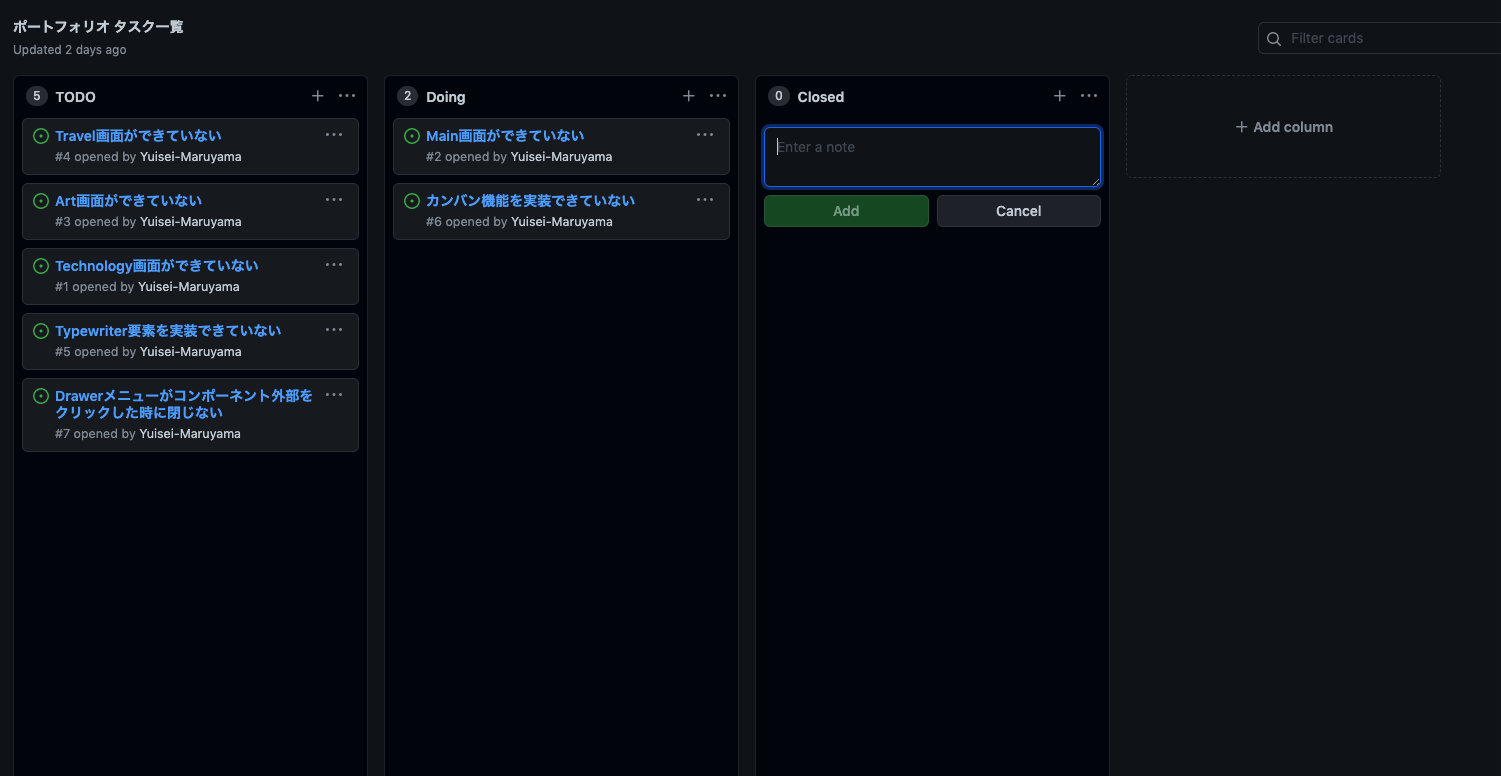 ポートフォリオ タスク一覧
Updated 2 days ago
Filter cards
5 TODO
Travel画面ができていない
#4 opened by Yuisei-Maruyama
Art画面ができていない
#3 opened by Yuisei-Maruyama
Technology画面ができていない
#1 opened by Yuisei-Maruyama
Typewriter要素を実装できていない
#5 opened by Yuisei-Maruyama
Drawerメニューがコンポーネント外部を
クリックした時に閉じない
#7 opened by Yuisei-Maruyama
2 Doing
Main画面ができていない
#2 opened by Yuisei-Maruyama
カンバン機能を実装できていない
#6 opened by Yuisei-Maruyama
0 Closed
Enter a note
Add
Cancel
+ Add column